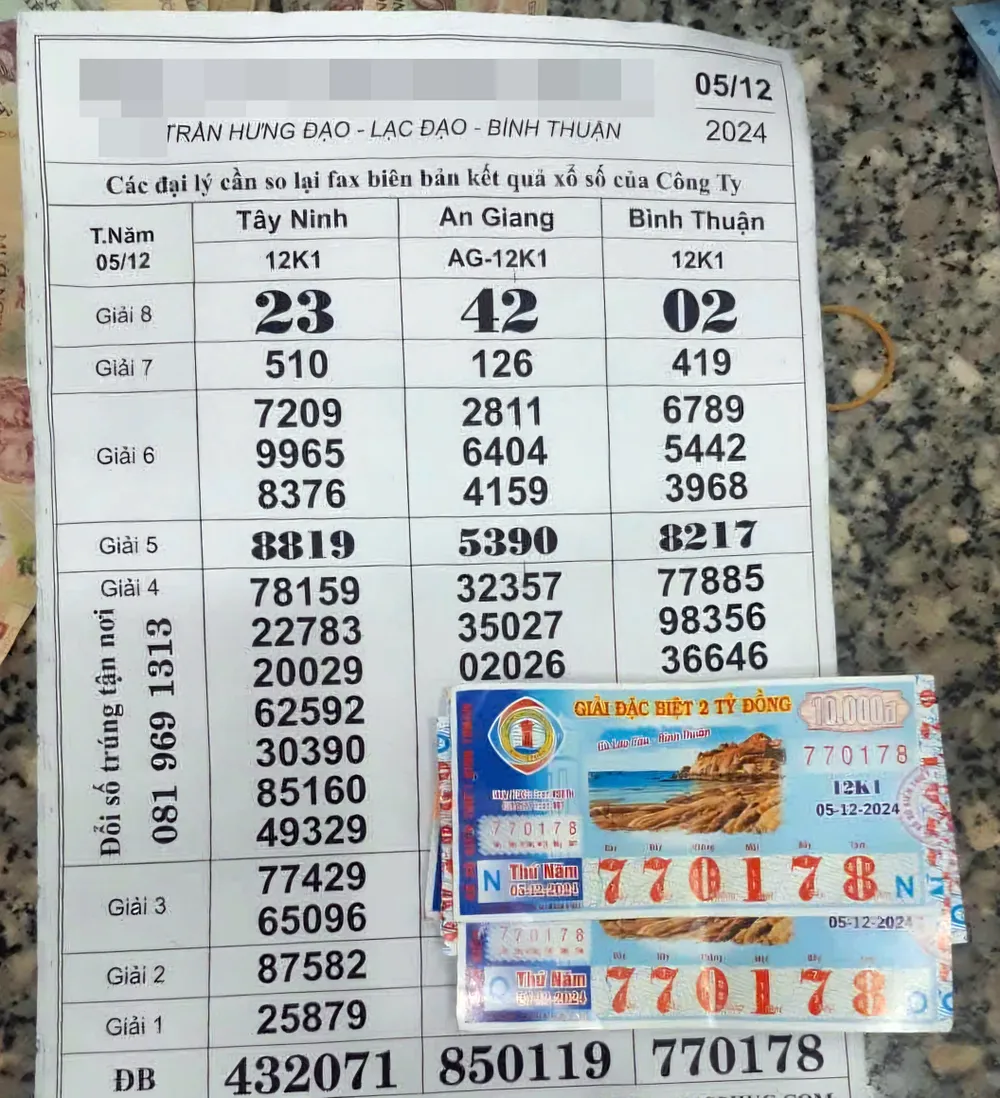 05/12
TRẦN HƯNG ĐẠO - LẠC ĐẠO - BÌNH THUẬN 2024
Các đại lý cần so lại fax biên bản kết quả xổ số của Công Ty
T.Năm 05/12 Tây Ninh An Giang Bình Thuận
12K1 AG-12K1 12K1
Giải 8 23 42 02
Giải 7 510 126 419
Giải 6 7209 2811 6789
9965 6404 5442
8376 4159 3968
Giải 5 8819 5390 8217
Giải 4 78159 32357 77885
22783 35027 98356
20029 02026 36646
62592
30390
85160
49329
Đổi số trúng tận nơi
081 969 1313
Giải 3 77429
65096
Giải 2 87582
Giải 1 25879
ĐB 432071 850119 770178
GIẢI ĐẶC BIỆT 2 TỶ ĐỒNG 10.000đ
Bình Thuận
770178
12K1
05-12-2024
770178
N Thứ Năm 05-12-2024 770178 N
770178 05-12-2024
Q Thứ Năm 770178 Q